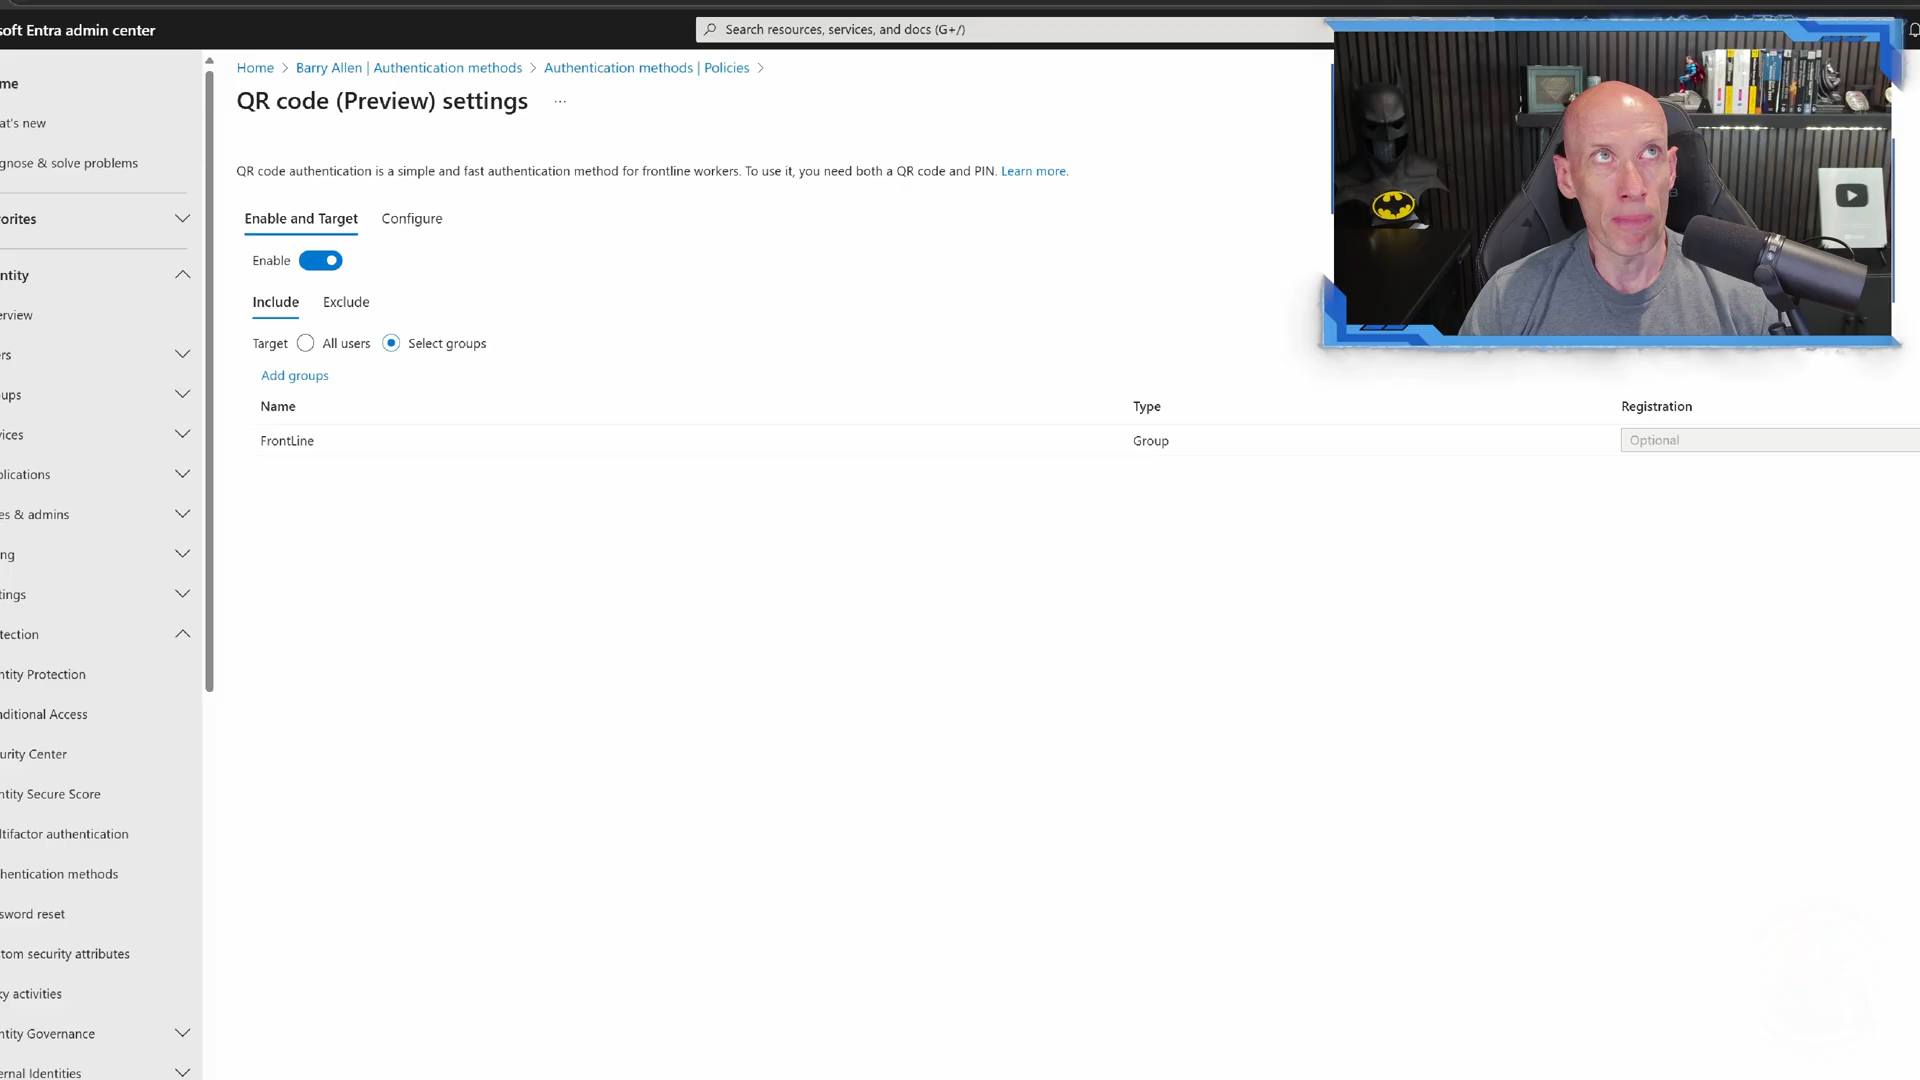 soft Entra admin center
Search resources, services, and docs (G+/)
Home > Barry Allen | Authentication methods > Authentication methods | Policies >
QR code (Preview) settings ...
QR code authentication is a simple and fast authentication method for frontline workers. To use it, you need both a QR code and PIN. Learn more.
Enable and Target Configure
Enable
Include Exclude
Target All users Select groups
Add groups
Name Type Registration
FrontLine Group Optional
me
at's new
gnose & solve problems
orites
ntity
erview
rs
ups
vices
plications
es & admins
ng
tings
tection
ntity Protection
nditional Access
urity Center
ntity Secure Score
ltifactor authentication
hentication methods
sword reset
tom security attributes
ky activities
ntity Governance
ernal Identities